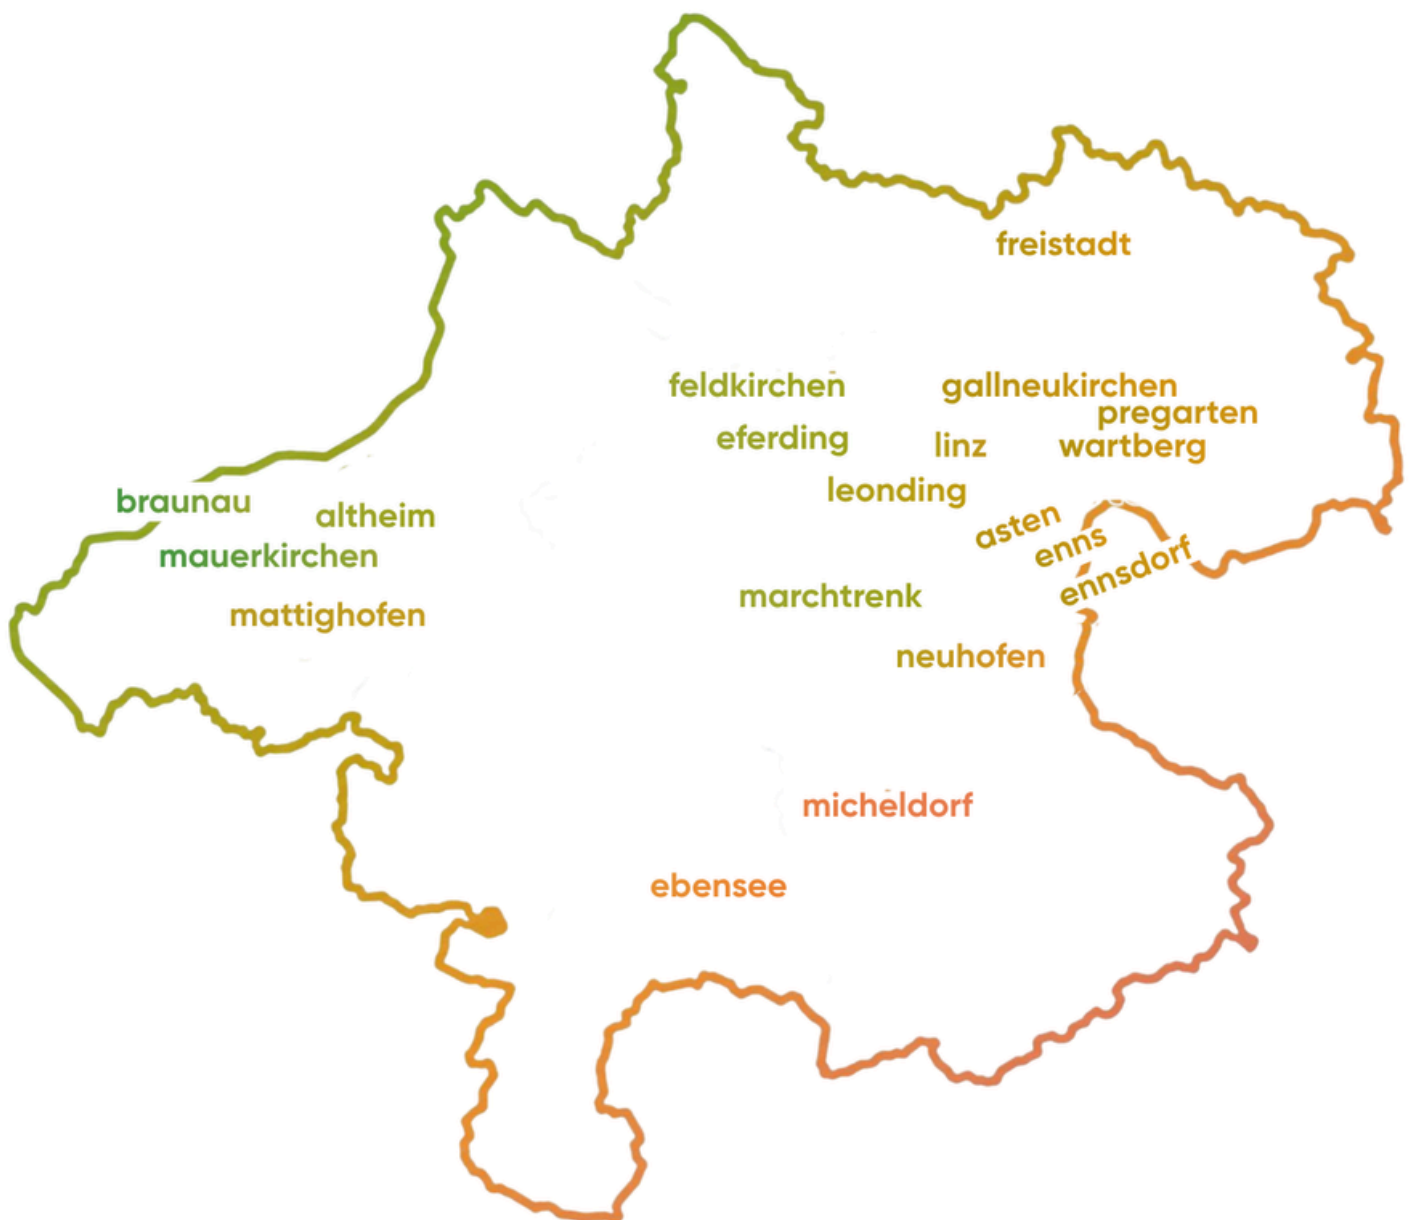 freistadt
feldkirchen
gallneukirchen
pregarten
eferding
linz
wartberg
leonding
braunau
altheim
asten
enns
mauerkirchen
ennsdorf
marchtrenk
mattighofen
neuhofen
micheldorf
ebensee